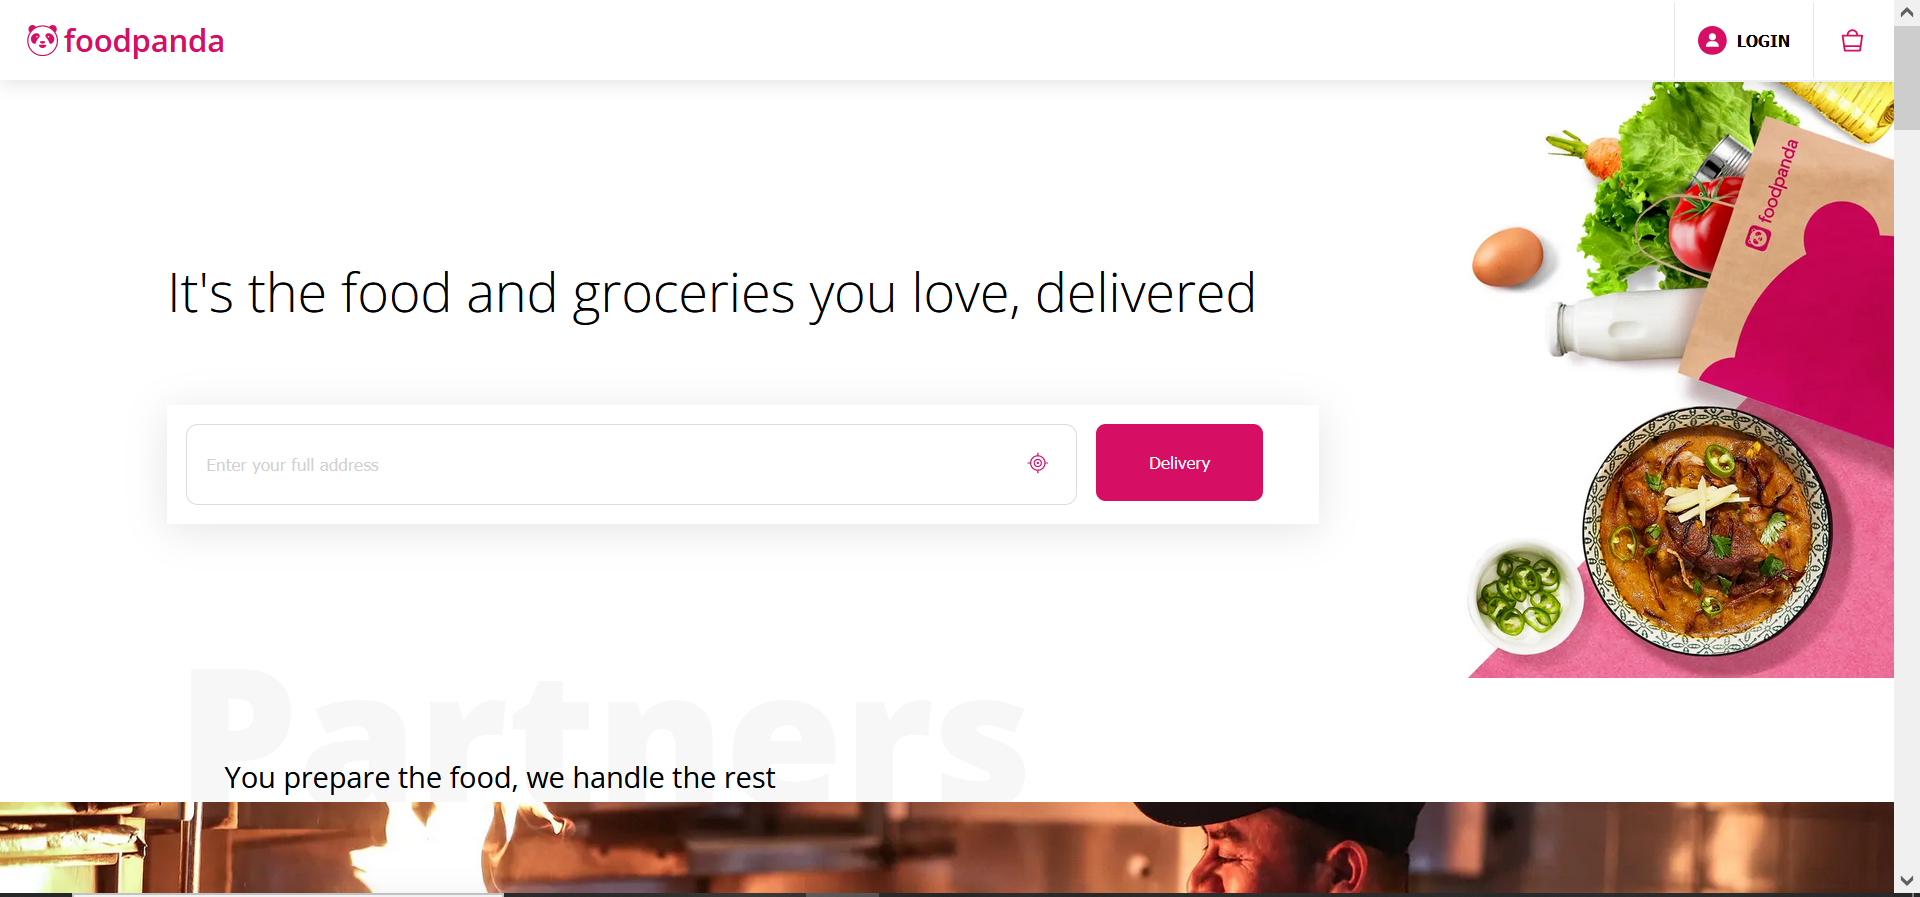 foodpanda
LOGIN
foodpanda
It's the food and groceries you love, delivered
Enter your full address
Delivery
Partners
You prepare the food, we handle the rest